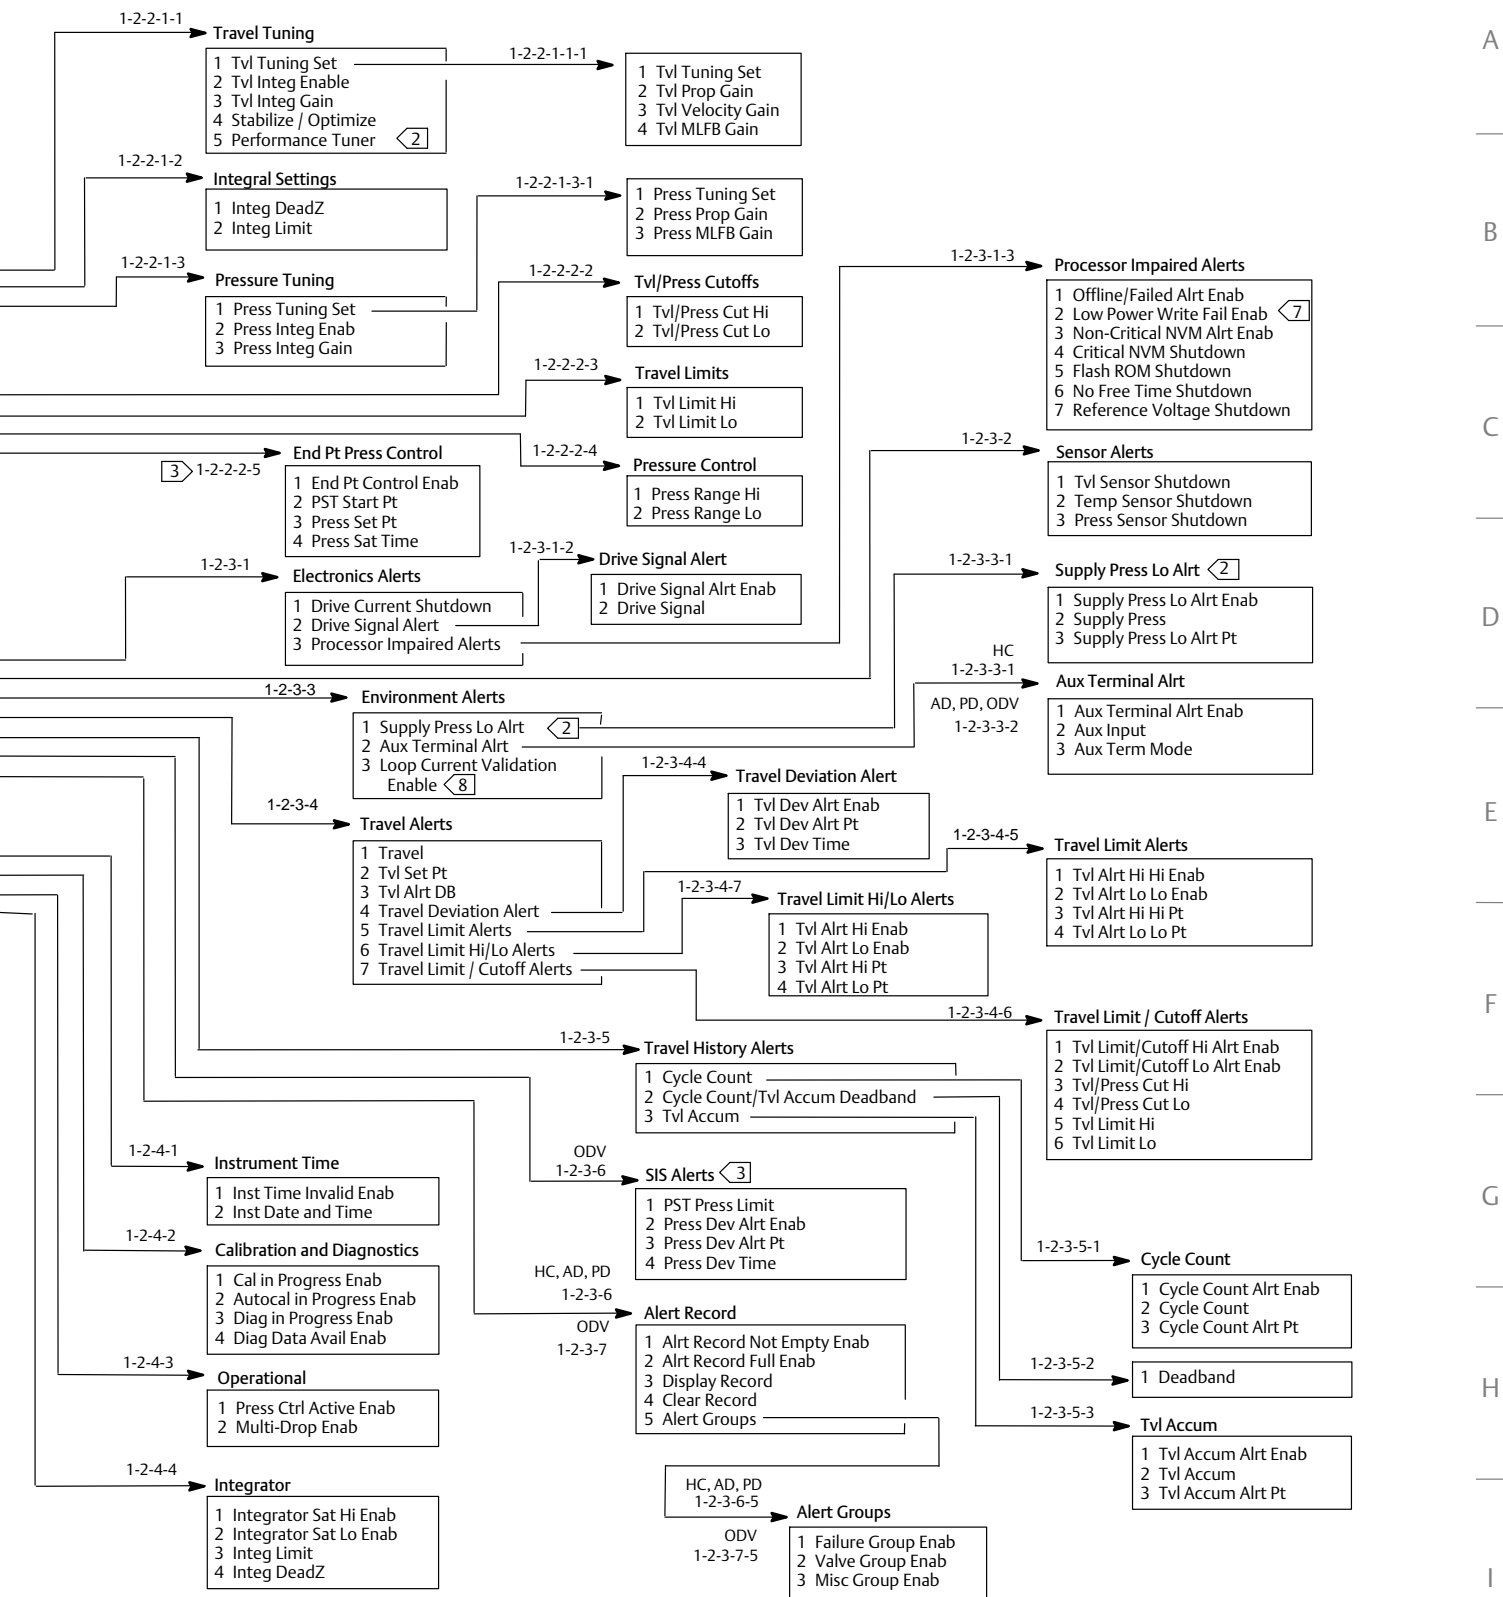 1-2-2-1-1
Travel Tuning
1 Tvl Tuning Set
2 Tvl Integ Enable
3 Tvl Integ Gain
4 Stabilize / Optimize
5 Performance Tuner 2
1-2-2-1-1-1
1 Tvl Tuning Set
2 Tvl Prop Gain
3 Tvl Velocity Gain
4 Tvl MLFB Gain
A
1-2-2-1-2
Integral Settings
1 Integ DeadZ
2 Integ Limit
1-2-2-1-3-1
1 Press Tuning Set
2 Press Prop Gain
3 Press MLFB Gain
B
1-2-2-1-3
Pressure Tuning
1 Press Tuning Set
2 Press Integ Enab
3 Press Integ Gain
1-2-2-2-2
Tvl/Press Cutoffs
1 Tvl/Press Cut Hi
2 Tvl/Press Cut Lo
1-2-3-1-3
Processor Impaired Alerts
1 Offline/Failed Alrt Enab
2 Low Power Write Fail Enab 7
3 Non-Critical NVM Alrt Enab
4 Critical NVM Shutdown
5 Flash ROM Shutdown
6 No Free Time Shutdown
7 Reference Voltage Shutdown
1-2-2-2-3
Travel Limits
1 Tvl Limit Hi
2 Tvl Limit Lo
C
3 1-2-2-2-5
End Pt Press Control
1 End Pt Control Enab
2 PST Start Pt
3 Press Set Pt
4 Press Sat Time
1-2-2-2-4
Pressure Control
1 Press Range Hi
2 Press Range Lo
1-2-3-2
Sensor Alerts
1 Tvl Sensor Shutdown
2 Temp Sensor Shutdown
3 Press Sensor Shutdown
1-2-3-1
Electronics Alerts
1 Drive Current Shutdown
2 Drive Signal Alert
3 Processor Impaired Alerts
1-2-3-1-2
Drive Signal Alert
1 Drive Signal Alrt Enab
2 Drive Signal
1-2-3-3-1
Supply Press Lo Alrt 2
1 Supply Press Lo Alrt Enab
2 Supply Press
3 Supply Press Lo Alrt Pt
D
1-2-3-3
Environment Alerts
1 Supply Press Lo Alrt 2
2 Aux Terminal Alrt
3 Loop Current Validation
Enable 8
HC
1-2-3-3-1
AD, PD, ODV
1-2-3-3-2
Aux Terminal Alrt
1 Aux Terminal Alrt Enab
2 Aux Input
3 Aux Term Mode
1-2-3-4
Travel Alerts
1 Travel
2 Tvl Set Pt
3 Tvl Alrt DB
4 Travel Deviation Alert
5 Travel Limit Alerts
6 Travel Limit Hi/Lo Alerts
7 Travel Limit / Cutoff Alerts
1-2-3-4-4
Travel Deviation Alert
1 Tvl Dev Alrt Enab
2 Tvl Dev Alrt Pt
3 Tvl Dev Time
E
1-2-3-4-5
Travel Limit Alerts
1 Tvl Alrt Hi Hi Enab
2 Tvl Alrt Lo Lo Enab
3 Tvl Alrt Hi Hi Pt
4 Tvl Alrt Lo Lo Pt
1-2-3-4-7
Travel Limit Hi/Lo Alerts
1 Tvl Alrt Hi Enab
2 Tvl Alrt Lo Enab
3 Tvl Alrt Hi Pt
4 Tvl Alrt Lo Pt
F
1-2-3-4-6
Travel Limit / Cutoff Alerts
1 Tvl Limit/Cutoff Hi Alrt Enab
2 Tvl Limit/Cutoff Lo Alrt Enab
3 Tvl/Press Cut Hi
4 Tvl/Press Cut Lo
5 Tvl Limit Hi
6 Tvl Limit Lo
1-2-3-5
Travel History Alerts
1 Cycle Count
2 Cycle Count/Tvl Accum Deadband
3 Tvl Accum
1-2-4-1
Instrument Time
1 Inst Time Invalid Enab
2 Inst Date and Time
ODV
1-2-3-6
SIS Alerts 3
1 PST Press Limit
2 Press Dev Alrt Enab
3 Press Dev Alrt Pt
4 Press Dev Time
G
1-2-4-2
Calibration and Diagnostics
1 Cal in Progress Enab
2 Autocal in Progress Enab
3 Diag in Progress Enab
4 Diag Data Avail Enab
1-2-3-5-1
Cycle Count
1 Cycle Count Alrt Enab
2 Cycle Count
3 Cycle Count Alrt Pt
HC, AD, PD
1-2-3-6
ODV
1-2-3-7
Alert Record
1 Alrt Record Not Empty Enab
2 Alrt Record Full Enab
3 Display Record
4 Clear Record
5 Alert Groups
1-2-4-3
Operational
1 Press Ctrl Active Enab
2 Multi-Drop Enab
1-2-3-5-2
1 Deadband
H
1-2-3-5-3
Tvl Accum
1 Tvl Accum Alrt Enab
2 Tvl Accum
3 Tvl Accum Alrt Pt
1-2-4-4
Integrator
1 Integrator Sat Hi Enab
2 Integrator Sat Lo Enab
3 Integ Limit
4 Integ DeadZ
HC, AD, PD
1-2-3-6-5
ODV
1-2-3-7-5
Alert Groups
1 Failure Group Enab
2 Valve Group Enab
3 Misc Group Enab
I